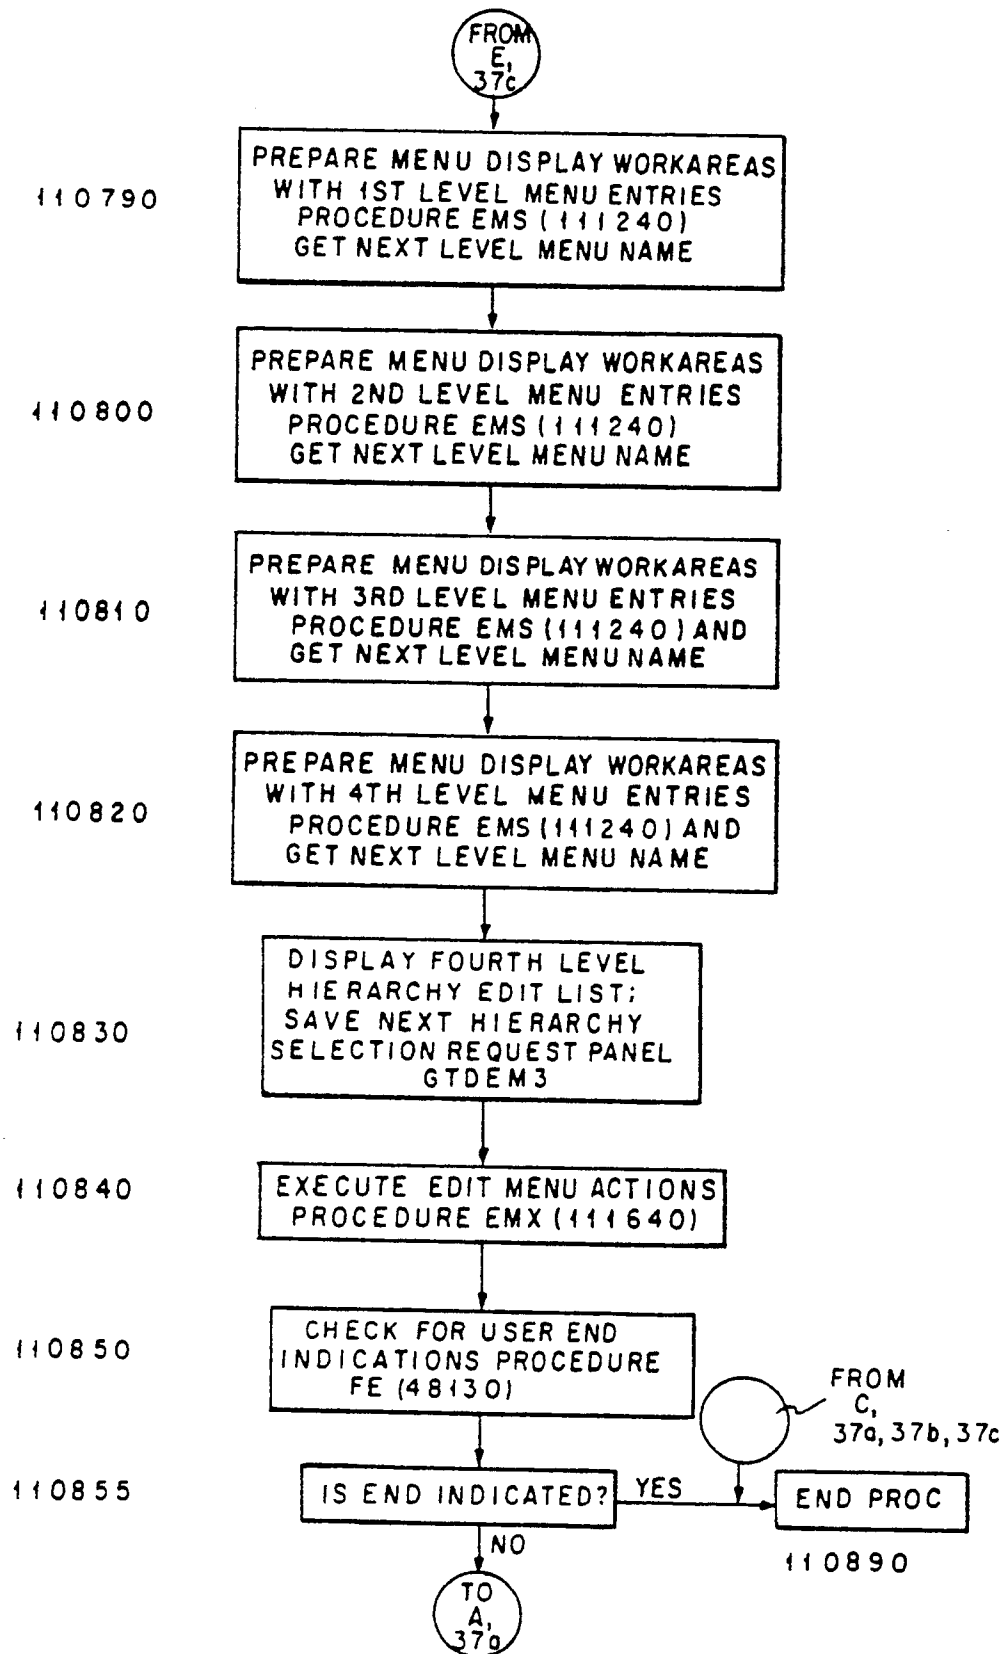 FROM
E,
37c
110790
PREPARE MENU DISPLAY WORKAREAS
WITH 1ST LEVEL MENU ENTRIES
PROCEDURE EMS (111240)
GET NEXT LEVEL MENU NAME
110800
PREPARE MENU DISPLAY WORKAREAS
WITH 2ND LEVEL MENU ENTRIES
PROCEDURE EMS (111240)
GET NEXT LEVEL MENU NAME
110810
PREPARE MENU DISPLAY WORKAREAS
WITH 3RD LEVEL MENU ENTRIES
PROCEDURE EMS (111240) AND
GET NEXT LEVEL MENU NAME
110820
PREPARE MENU DISPLAY WORKAREAS
WITH 4TH LEVEL MENU ENTRIES
PROCEDURE EMS (111240) AND
GET NEXT LEVEL MENU NAME
110830
DISPLAY FOURTH LEVEL
HIERARCHY EDIT LIST;
SAVE NEXT HIERARCHY
SELECTION REQUEST PANEL
GTDEM3
110840
EXECUTE EDIT MENU ACTIONS
PROCEDURE EMX (111640)
110850
CHECK FOR USER END
INDICATIONS PROCEDURE
FE (48130)
FROM
C,
37a, 37b, 37c
110855
IS END INDICATED?
YES
END PROC
110890
NO
TO
A,
37a